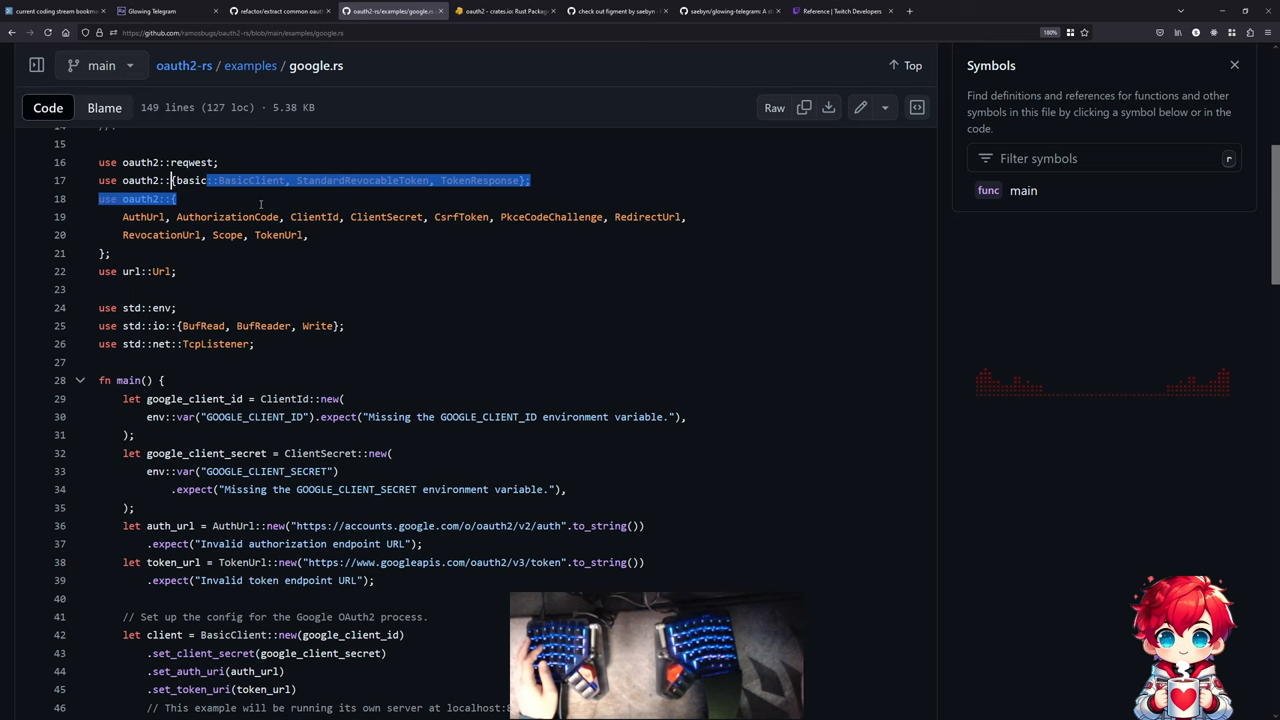 current coding stream bookma
Glowing Telegram
refactor/extract common oauth
oauth2-rs/examples/google.rs
oauth2 - crates.io: Rust Packag
check out figment by saebyn
saebyn/glowing-telegram: A s
Reference | Twitch Developers
https://github.com/ramosbugs/oauth2-rs/blob/main/examples/google.rs
180%
main
oauth2-rs / examples / google.rs
Top
Code
Blame
149 lines (127 loc) · 5.38 KB
Raw
14
15
16 use oauth2::reqwest;
17 use oauth2::{basic::BasicClient, StandardRevocableToken, TokenResponse};
18 use oauth2::{
19 AuthUrl, AuthorizationCode, ClientId, ClientSecret, CsrfToken, PkceCodeChallenge, RedirectUrl,
20 RevocationUrl, Scope, TokenUrl,
21 };
22 use url::Url;
23
24 use std::env;
25 use std::io::{BufRead, BufReader, Write};
26 use std::net::TcpListener;
27
28 fn main() {
29 let google_client_id = ClientId::new(
30 env::var("GOOGLE_CLIENT_ID").expect("Missing the GOOGLE_CLIENT_ID environment variable."),
31 );
32 let google_client_secret = ClientSecret::new(
33 env::var("GOOGLE_CLIENT_SECRET")
34 .expect("Missing the GOOGLE_CLIENT_SECRET environment variable."),
35 );
36 let auth_url = AuthUrl::new("https://accounts.google.com/o/oauth2/v2/auth".to_string())
37 .expect("Invalid authorization endpoint URL");
38 let token_url = TokenUrl::new("https://www.googleapis.com/oauth2/v3/token".to_string())
39 .expect("Invalid token endpoint URL");
40
41 // Set up the config for the Google OAuth2 process.
42 let client = BasicClient::new(google_client_id)
43 .set_client_secret(google_client_secret)
44 .set_auth_uri(auth_url)
45 .set_token_uri(token_url)
46 // This example will be running its own server at localhost:8
Symbols
Find definitions and references for functions and other
symbols in this file by clicking a symbol below or in the
code.
Filter symbols
r
func main